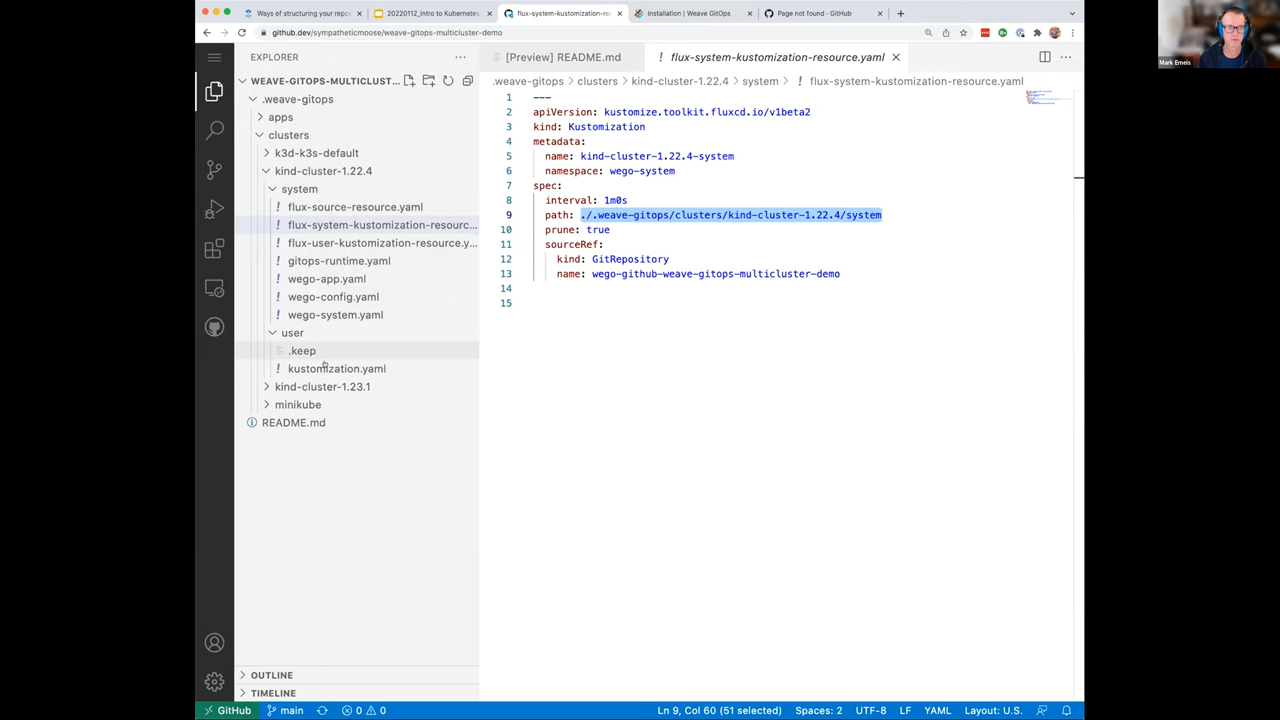 Ways of structuring your repo
20220112_Intro to Kubernete
flux-system-kustomization-res
Installation | Weave GitOps
Page not found · GitHub
github.dev/sympatheticmoose/weave-gitops-multicluster-demo
Mark Emeis
EXPLORER
[Preview] README.md
flux-system-kustomization-resource.yaml
WEAVE-GITOPS-MULTICLUST...
.weave-gitops > clusters > kind-cluster-1.22.4 > system > ! flux-system-kustomization-resource.yaml
.weave-gitops
apps
clusters
k3d-k3s-default
kind-cluster-1.22.4
system
! flux-source-resource.yaml
! flux-system-kustomization-resourc...
! flux-user-kustomization-resource.y...
! gitops-runtime.yaml
! wego-app.yaml
! wego-config.yaml
! wego-system.yaml
user
.keep
! kustomization.yaml
kind-cluster-1.23.1
minikube
README.md
1 ---
2 apiVersion: kustomize.toolkit.fluxcd.io/v1beta2
3 kind: Kustomization
4 metadata:
5 name: kind-cluster-1.22.4-system
6 namespace: wego-system
7 spec:
8 interval: 1m0s
9 path: ./.weave-gitops/clusters/kind-cluster-1.22.4/system
10 prune: true
11 sourceRef:
12 kind: GitRepository
13 name: wego-github-weave-gitops-multicluster-demo
14
15
OUTLINE
TIMELINE
GitHub
main
0
0
Ln 9, Col 60 (51 selected)
Spaces: 2
UTF-8
LF
YAML
Layout: U.S.